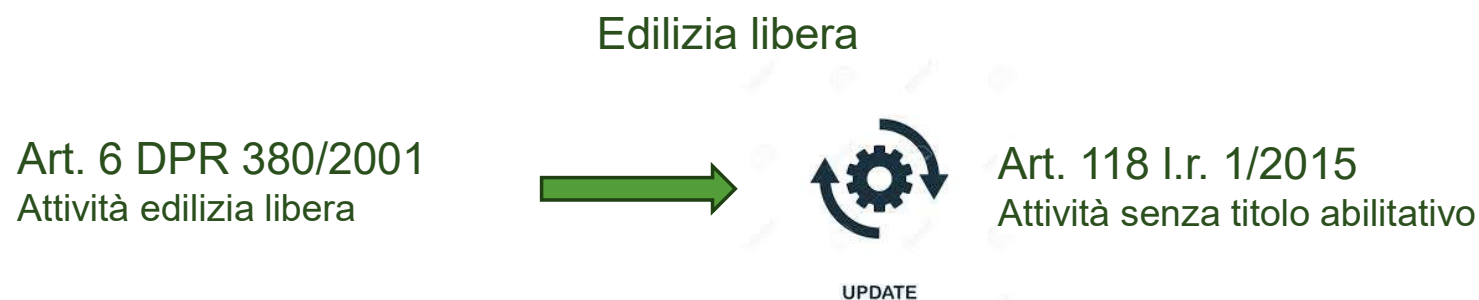 Edilizia libera
Art. 6 DPR 380/2001
Attività edilizia libera
UPDATE
Art. 118 l.r. 1/2015
Attività senza titolo abilitativo